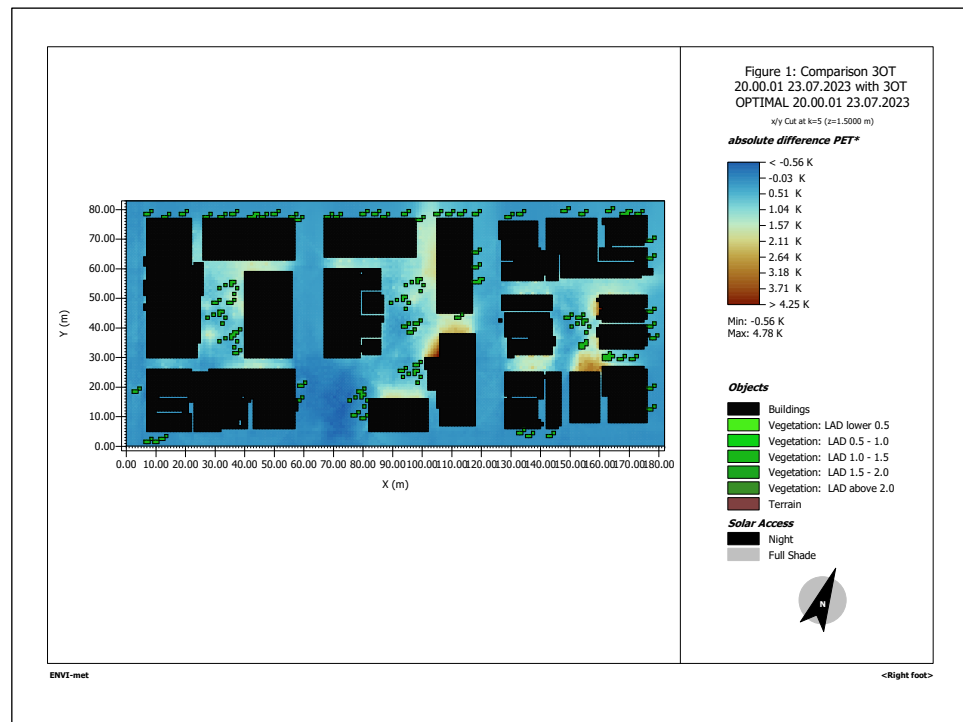 Figure 1: Comparison 3OT
20.00.01 23.07.2023 with 3OT
OPTIMAL 20.00.01 23.07.2023
x/y Cut at k=5 (z=1.5000 m)
absolute difference PET*
< -0.56 K
-0.03 K
0.51 K
1.04 K
1.57 K
2.11 K
2.64 K
3.18 K
3.71 K
> 4.25 K
Min: -0.56 K
Max: 4.78 K
Objects
Buildings
Vegetation: LAD lower 0.5
Vegetation: LAD 0.5 - 1.0
Vegetation: LAD 1.0 - 1.5
Vegetation: LAD 1.5 - 2.0
Vegetation: LAD above 2.0
Terrain
Solar Access
Night
Full Shade
N
80.00
70.00
60.00
50.00
40.00
30.00
20.00
10.00
0.00
Y (m)
0.00 10.00 20.00 30.00 40.00 50.00 60.00 70.00 80.00 90.00 100.00 110.00 120.00 130.00 140.00 150.00 160.00 170.00 180.00
X (m)
ENVI-met
<Right foot>